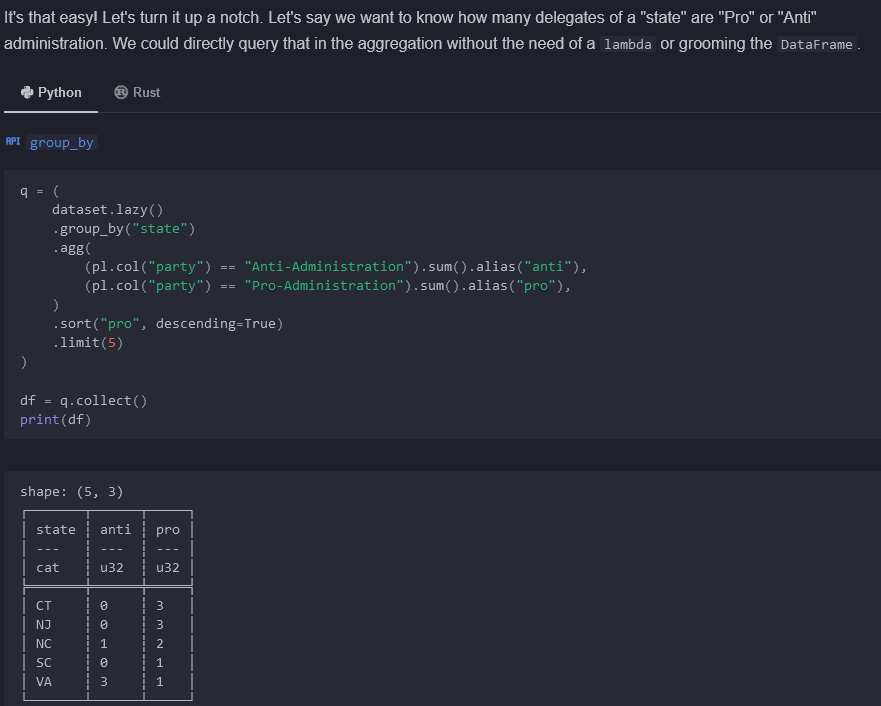 It's that easy! Let's turn it up a notch. Let's say we want to know how many delegates of a "state" are "Pro" or "Anti"
administration. We could directly query that in the aggregation without the need of a lambda or grooming the DataFrame.
Python Rust
API group_by
q = (
    dataset.lazy()
    .group_by("state")
    .agg(
        (pl.col("party") == "Anti-Administration").sum().alias("anti"),
        (pl.col("party") == "Pro-Administration").sum().alias("pro"),
    )
    .sort("pro", descending=True)
    .limit(5)
)

df = q.collect()
print(df)
shape: (5, 3)
┌───────┬──────┬─────┐
│ state ┆ anti ┆ pro │
│ --- ┆ --- ┆ --- │
│ cat ┆ u32 ┆ u32 │
╞═══════╪══════╪═════╡
│ CT ┆ 0 ┆ 3 │
│ NJ ┆ 0 ┆ 3 │
│ NC ┆ 1 ┆ 2 │
│ SC ┆ 0 ┆ 1 │
│ VA ┆ 3 ┆ 1 │
└───────┴──────┴─────┘